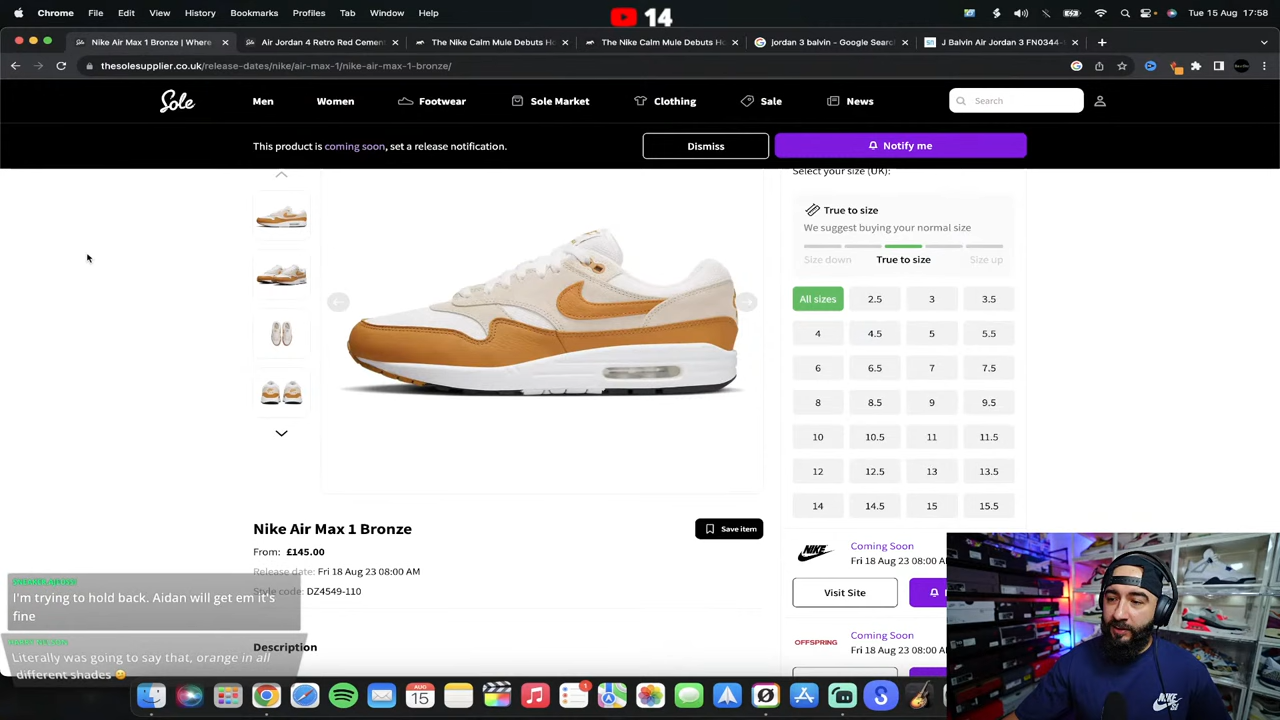 Chrome File Edit View History Bookmarks Profiles Tab Window Help 14 Tue 15 Aug 17:58
Nike Air Max 1 Bronze | Where Air Jordan 4 Retro Red Cement The Nike Calm Mule Debuts Ho The Nike Calm Mule Debuts Ho jordan 3 balvin - Google Searc J Balvin Air Jordan 3 FN0344-
thesolesupplier.co.uk/release-dates/nike/air-max-1/nike-air-max-1-bronze/
Sole Men Women Footwear Sole Market Clothing Sale News Search
This product is coming soon, set a release notification. Dismiss Notify me
Select your size (UK):
True to size
We suggest buying your normal size
Size down True to size Size up
All sizes 2.5 3 3.5
4 4.5 5 5.5
6 6.5 7 7.5
8 8.5 9 9.5
10 10.5 11 11.5
12 12.5 13 13.5
14 14.5 15 15.5
Nike Air Max 1 Bronze Save item
From: £145.00
Release date: Fri 18 Aug 23 08:00 AM
Style code: DZ4549-110
Description
NIKE Coming Soon
Fri 18 Aug 23 08:00 A
Visit Site
OFFSPRING Coming Soon
Fri 18 Aug 23 08:00 A
I'm trying to hold back. Aidan will get em it's
fine
Literally was going to say that, orange in all
different shades
AUG
15
1
NIKE